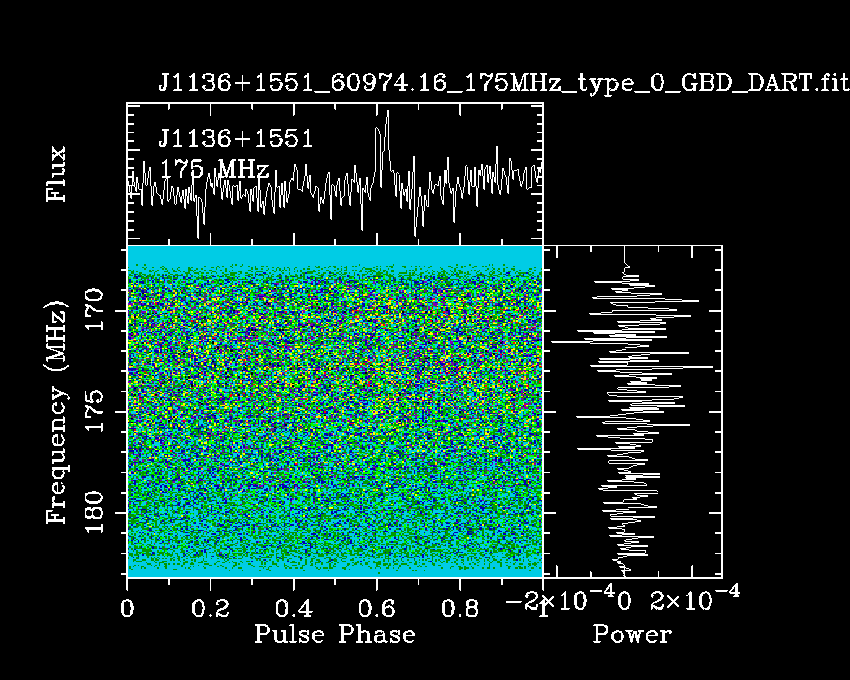 J1136+1551_60974.16_175MHz_type_0_GBD_DART.fit
J1136+1551
175 MHz
Flux
Frequency (MHz)
170
175
180
0 0.2 0.4 0.6 0.8 1
Pulse Phase
−2×10⁻⁴ 0 2×10⁻⁴
Power